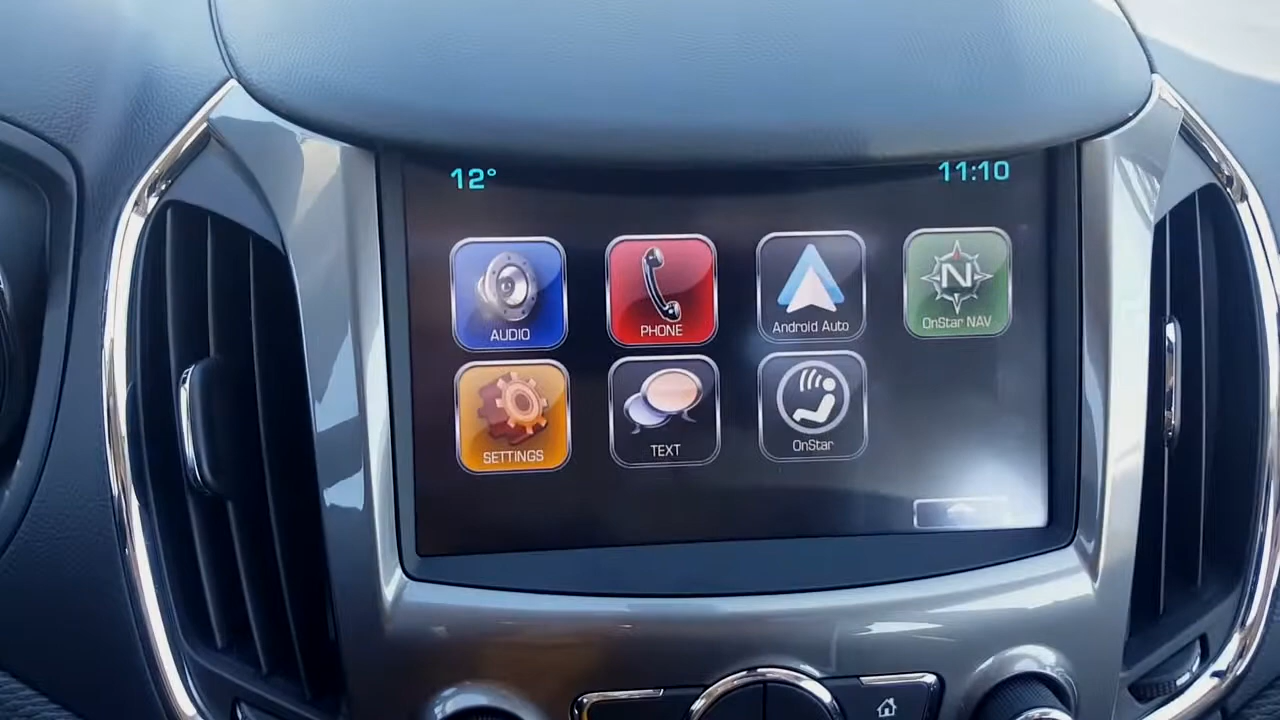 12°
11:10
AUDIO
PHONE
Android Auto
N
OnStar NAV
SETTINGS
TEXT
OnStar